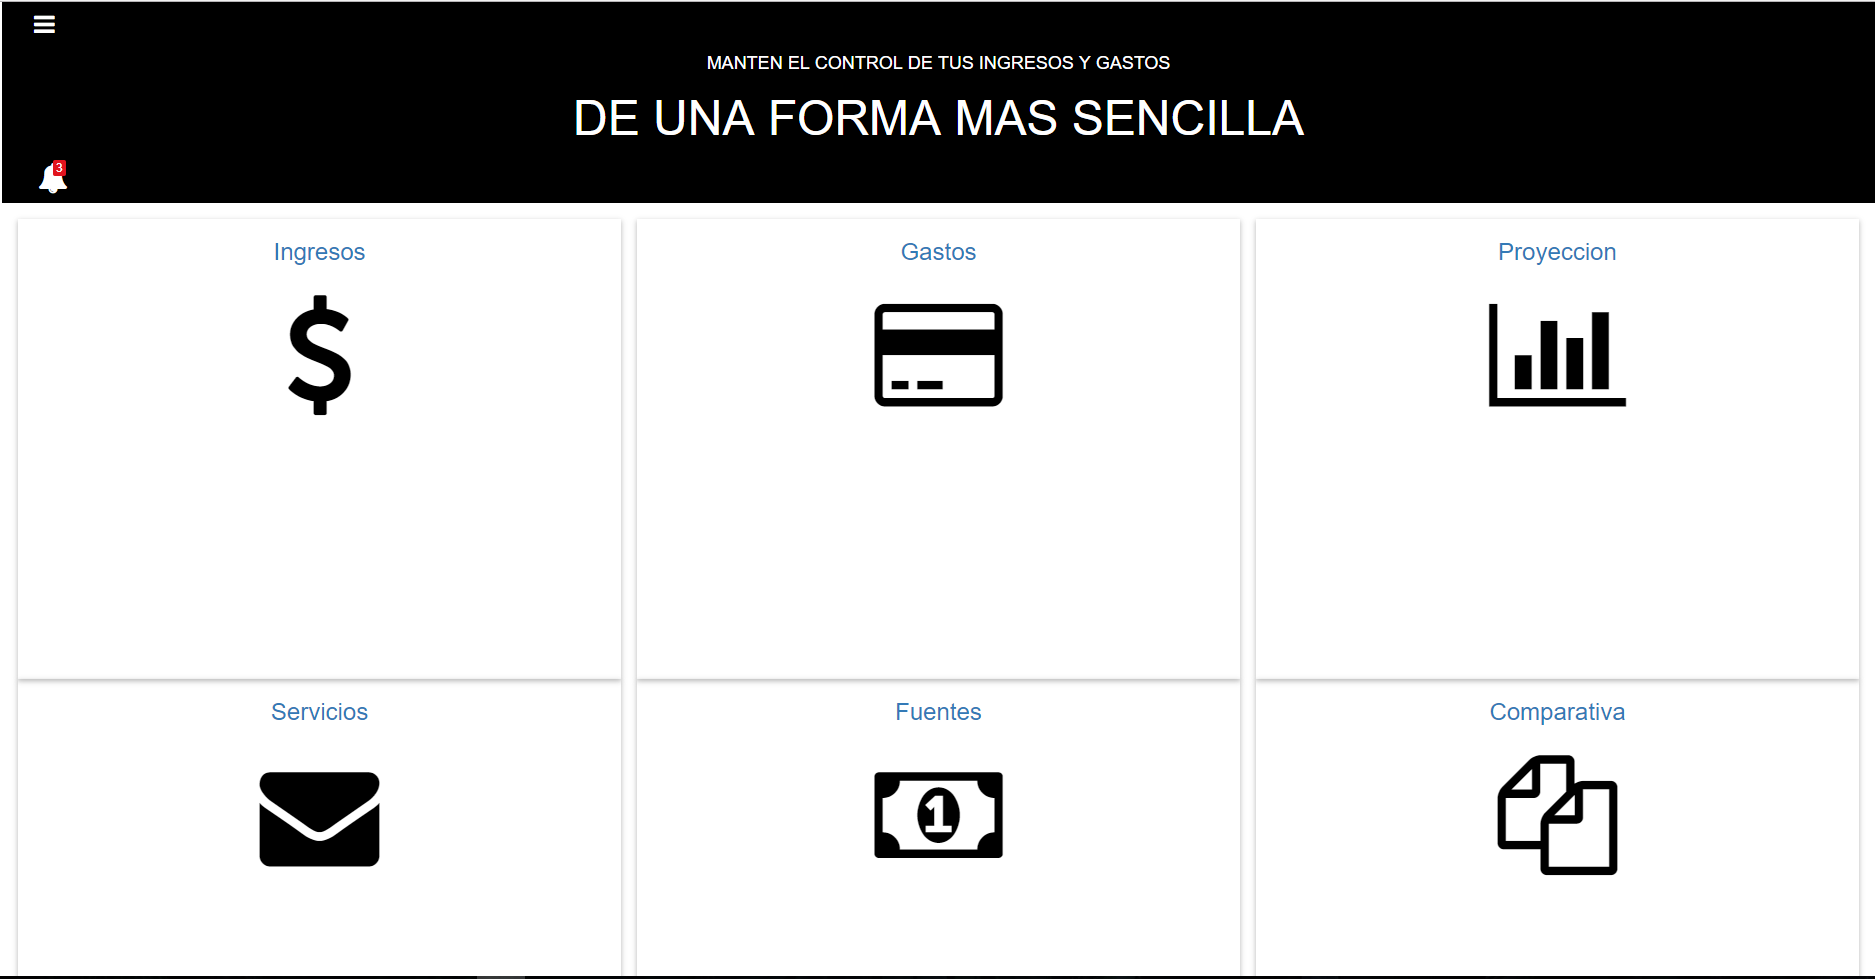 MANTEN EL CONTROL DE TUS INGRESOS Y GASTOS
DE UNA FORMA MAS SENCILLA
3
Ingresos
Gastos
Proyeccion
Servicios
Fuentes
1
Comparativa